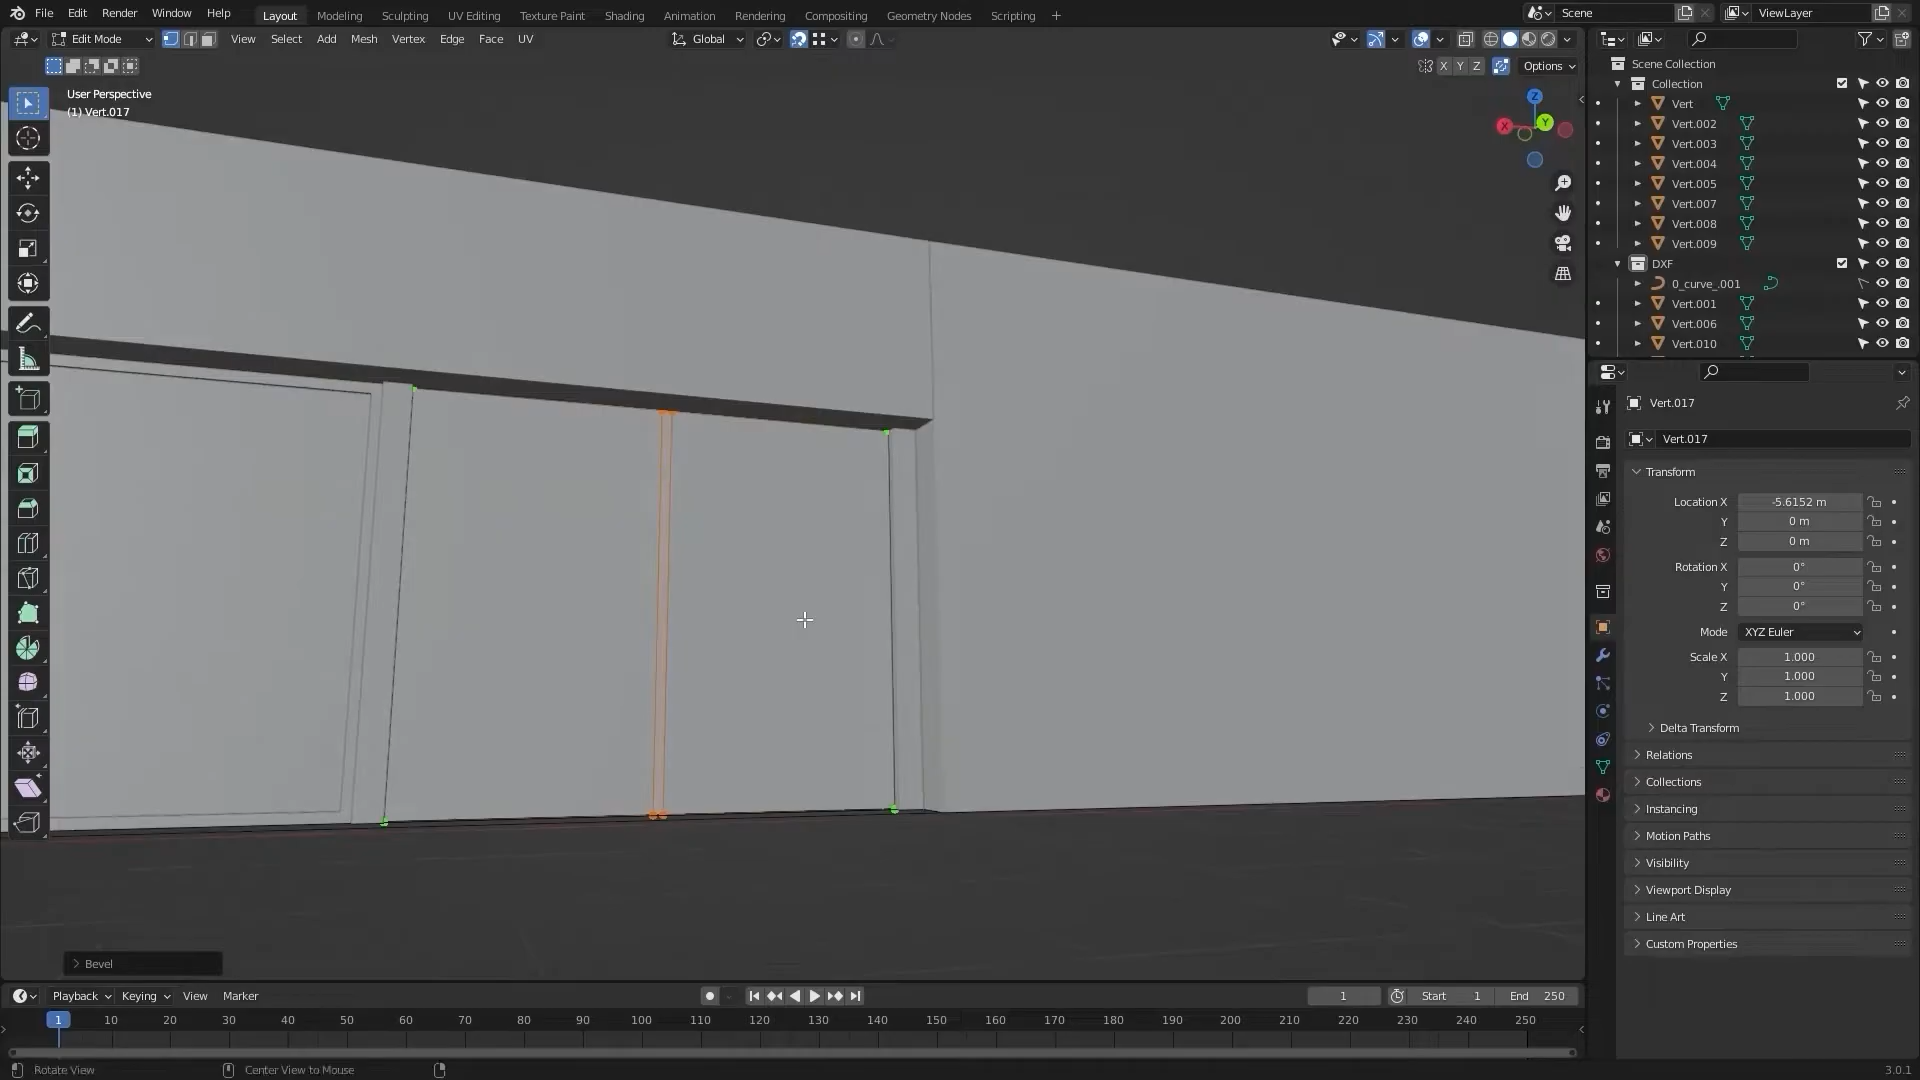 File Edit Render Window Help Layout Modeling Sculpting UV Editing Texture Paint Shading Animation Rendering Compositing Geometry Nodes Scripting Scene ViewLayer
Edit Mode View Select Add Mesh Vertex Edge Face UV Global
X Y Z Options
User Perspective
(1) Vert.017
Z
X Y
Scene Collection
Collection
Vert
Vert.002
Vert.003
Vert.004
Vert.005
Vert.007
Vert.008
Vert.009
DXF
0_curve_.001
Vert.001
Vert.006
Vert.010
Vert.017
Vert.017
Transform
Location X -5.6152 m
Y 0 m
Z 0 m
Rotation X 0°
Y 0°
Z 0°
Mode XYZ Euler
Scale X 1.000
Y 1.000
Z 1.000
Delta Transform
Relations
Collections
Instancing
Motion Paths
Visibility
Viewport Display
Line Art
Custom Properties
Bevel
Playback Keying View Marker 1 Start 1 End 250
1 10 20 30 40 50 60 70 80 90 100 110 120 130 140 150 160 170 180 190 200 210 220 230 240 250
Rotate View Center View to Mouse 3.0.1